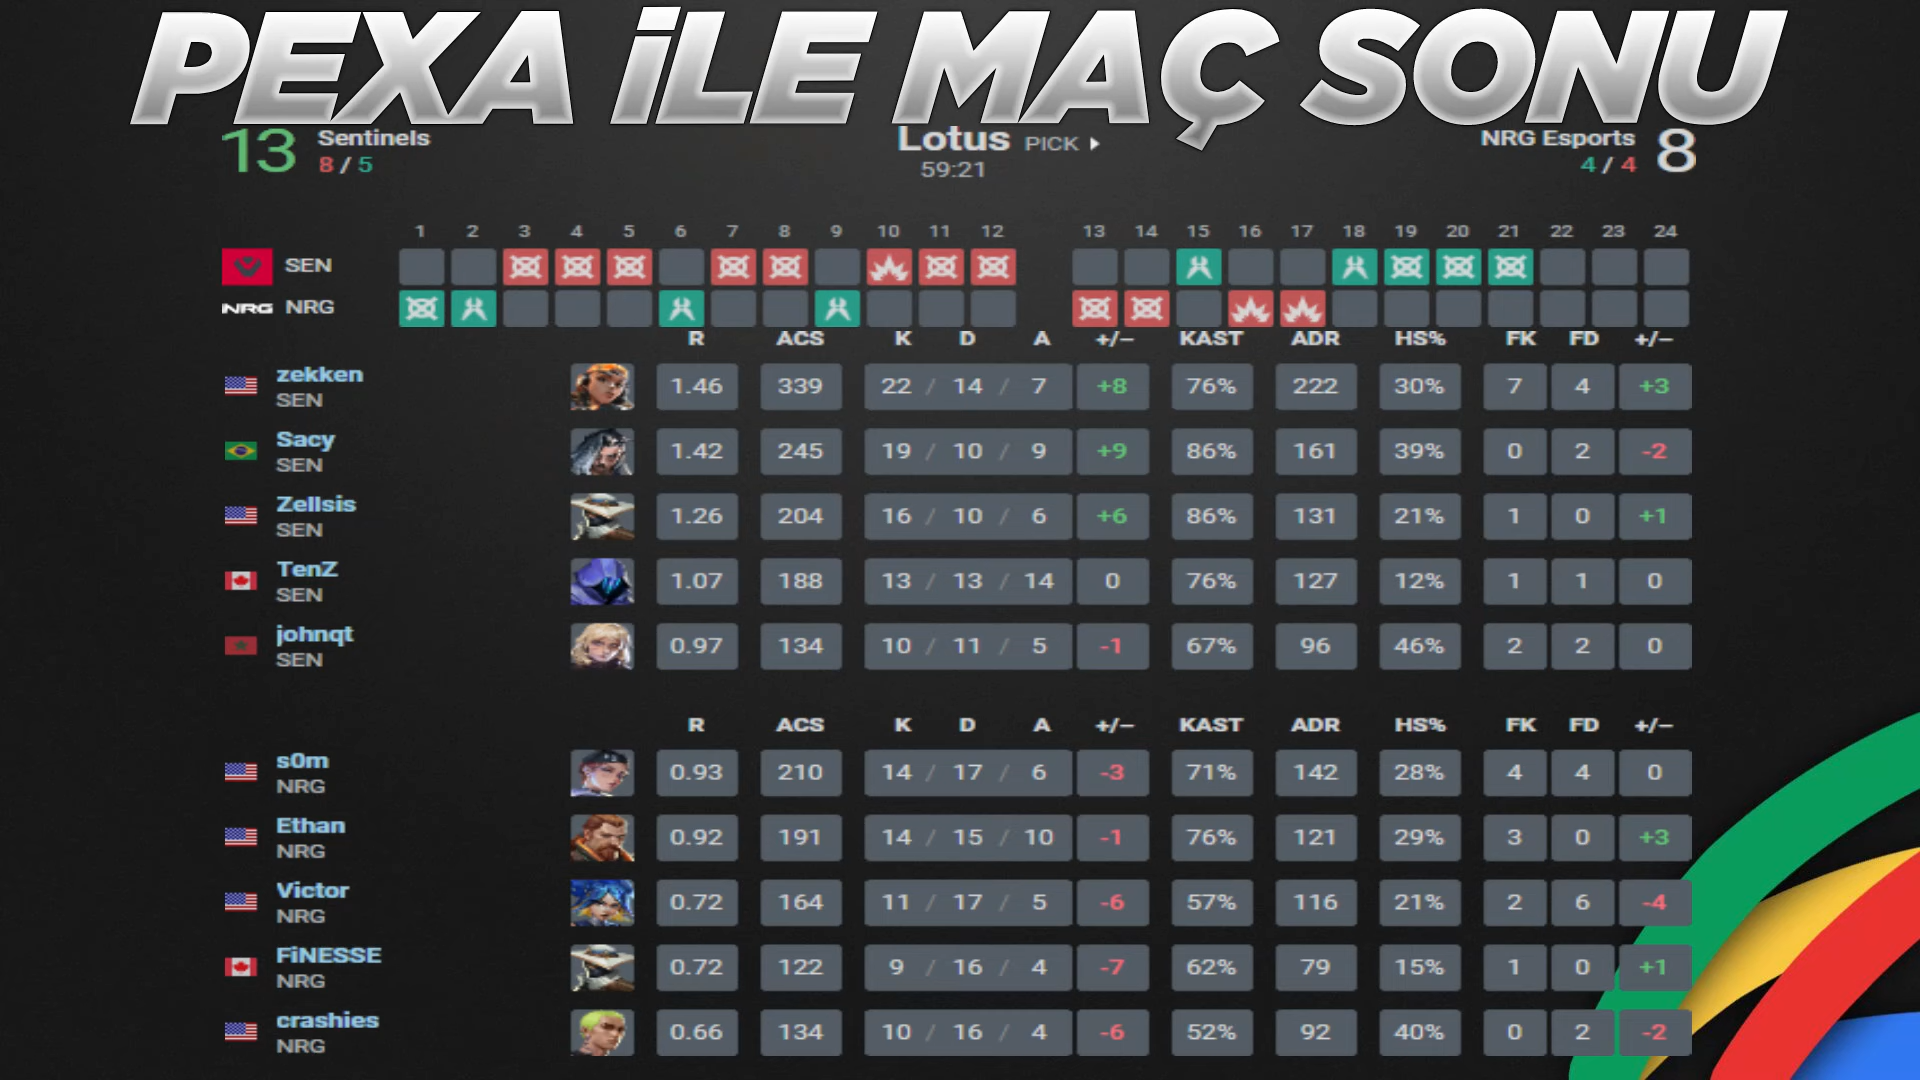 PEXA iLE MAÇ SONU
13 Sentinels Lotus PICK NRG Esports 8
8 / 5 59:21 4 / 4
1 2 3 4 5 6 7 8 9 10 11 12 13 14 15 16 17 18 19 20 21 22 23 24
SEN
NRG NRG
R ACS K D A +/– KAST ADR HS% FK FD +/–
zekken 1.46 339 22 / 14 / 7 +8 76% 222 30% 7 4 +3
SEN
Sacy 1.42 245 19 / 10 / 9 +9 86% 161 39% 0 2 -2
SEN
Zellsis 1.26 204 16 / 10 / 6 +6 86% 131 21% 1 0 +1
SEN
TenZ 1.07 188 13 / 13 / 14 0 76% 127 12% 1 1 0
SEN
johnqt 0.97 134 10 / 11 / 5 -1 67% 96 46% 2 2 0
SEN
R ACS K D A +/– KAST ADR HS% FK FD +/–
s0m 0.93 210 14 / 17 / 6 -3 71% 142 28% 4 4 0
NRG
Ethan 0.92 191 14 / 15 / 10 -1 76% 121 29% 3 0 +3
NRG
Victor 0.72 164 11 / 17 / 5 -6 57% 116 21% 2 6 -4
NRG
FiNESSE 0.72 122 9 / 16 / 4 -7 62% 79 15% 1 0 +1
NRG
crashies 0.66 134 10 / 16 / 4 -6 52% 92 40% 0 2 -2
NRG